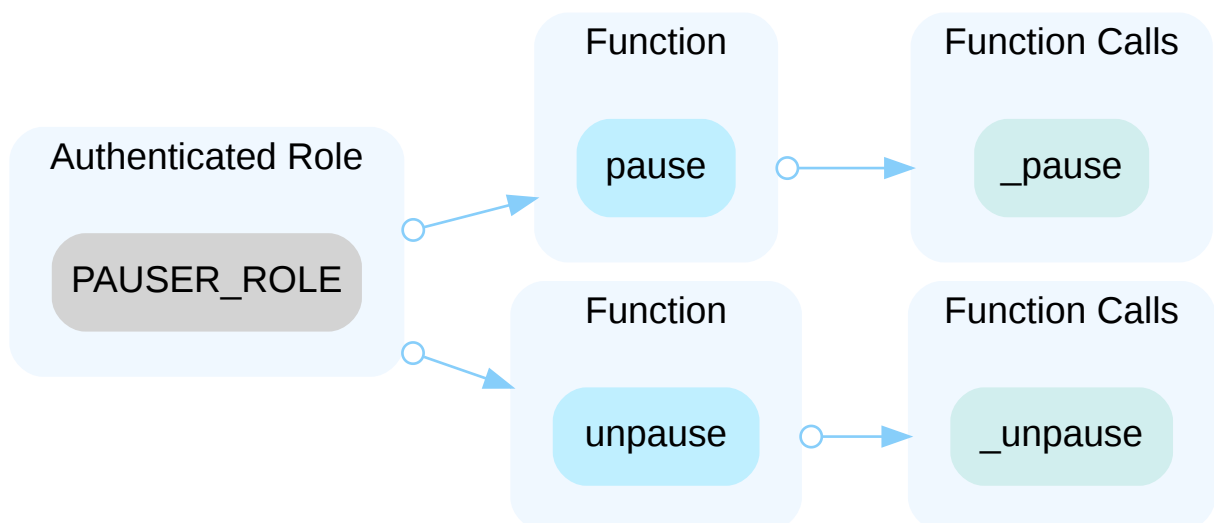 Authenticated Role
PAUSER_ROLE
Function
pause
Function Calls
_pause
Function
unpause
Function Calls
_unpause